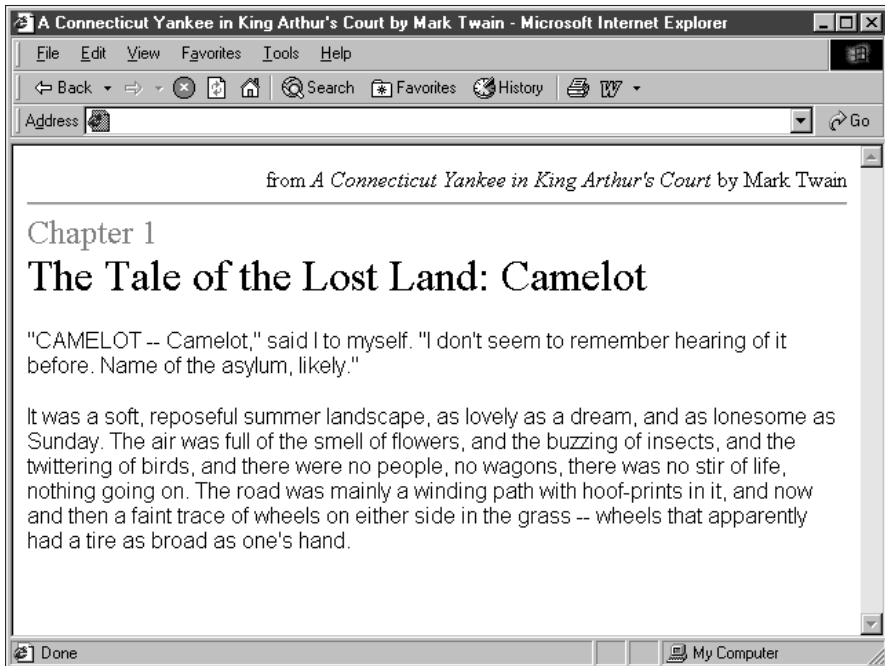 A Connecticut Yankee in King Arthur's Court by Mark Twain - Microsoft Internet Explorer
File Edit View Favorites Tools Help
Back Search Favorites History
Address Go
from A Connecticut Yankee in King Arthur's Court by Mark Twain
Chapter 1
The Tale of the Lost Land: Camelot
"CAMELOT -- Camelot," said I to myself. "I don't seem to remember hearing of it
before. Name of the asylum, likely."
It was a soft, reposeful summer landscape, as lovely as a dream, and as lonesome as
Sunday. The air was full of the smell of flowers, and the buzzing of insects, and the
twittering of birds, and there were no people, no wagons, there was no stir of life,
nothing going on. The road was mainly a winding path with hoof-prints in it, and now
and then a faint trace of wheels on either side in the grass -- wheels that apparently
had a tire as broad as one's hand.
Done My Computer